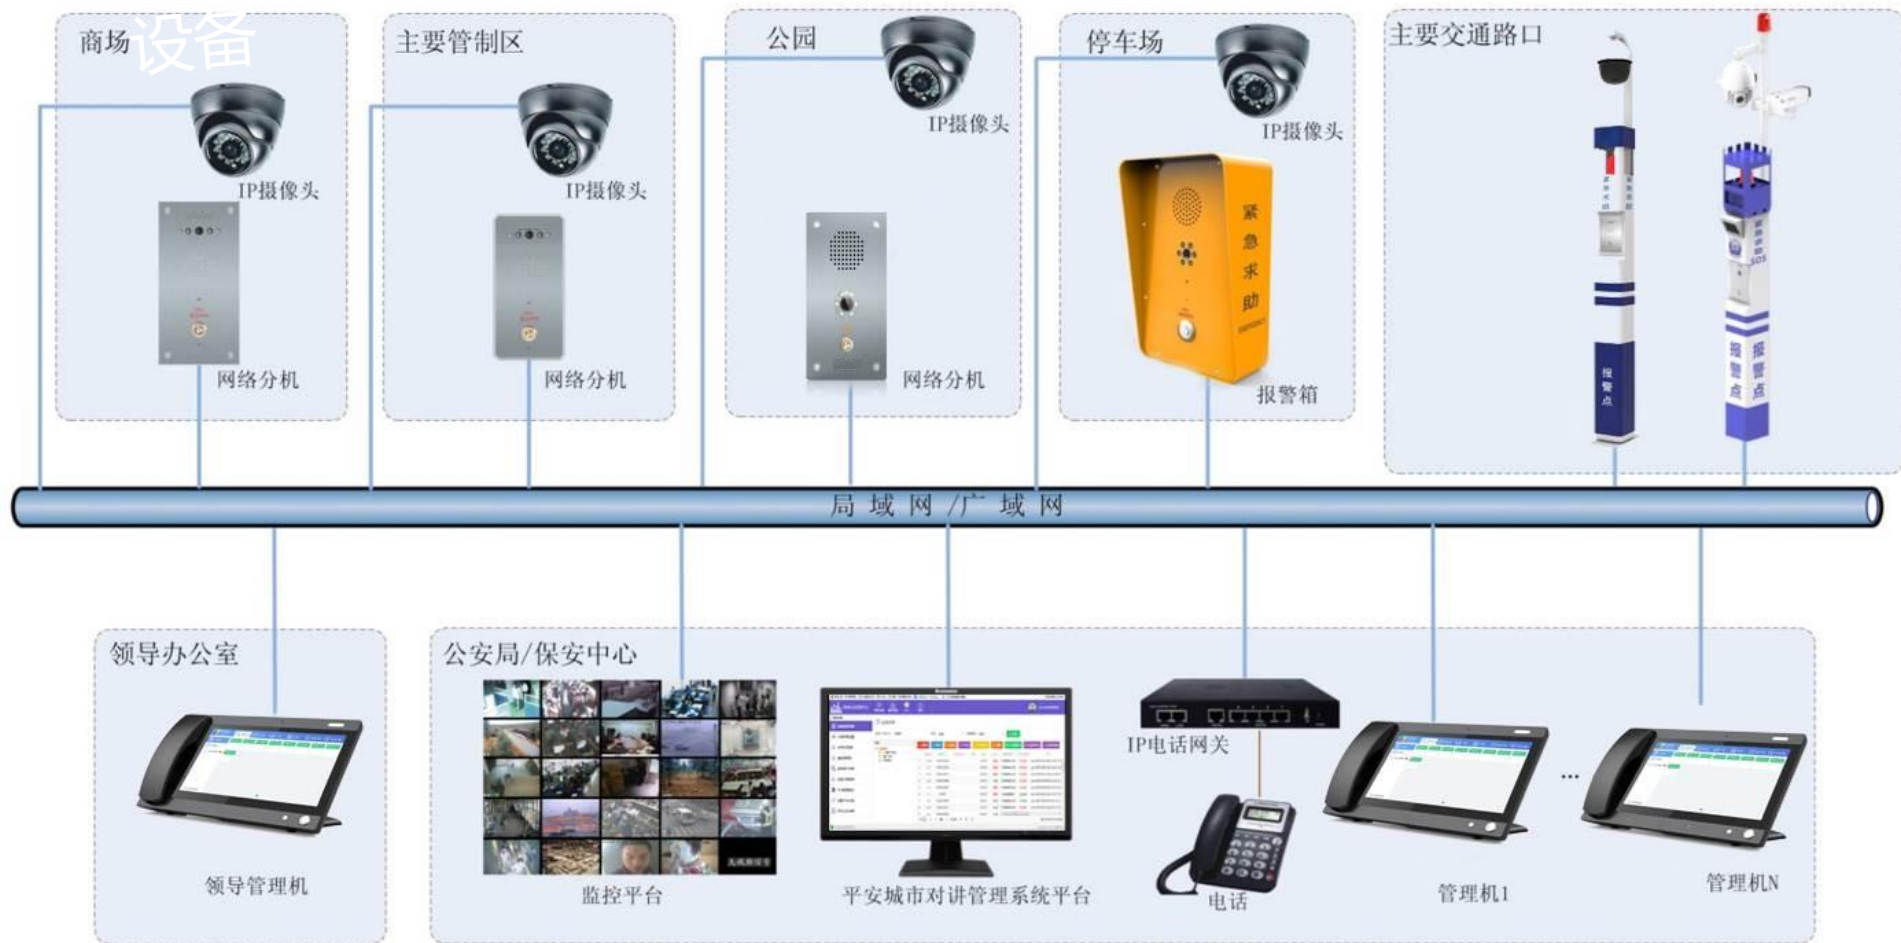 商场
设备
主要管制区
公园
停车场
主要交通路口
IP摄像头
IP摄像头
IP摄像头
IP摄像头
紧急求助
EMERGENCY
紧急求助
SOS
网络分机
网络分机
网络分机
报警箱
报警点
报警点
报警点
局域网/广域网
领导办公室
公安局/保安中心
IP电话网关
领导管理机
监控平台
平安城市对讲管理系统平台
电话
管理机1
...
管理机N